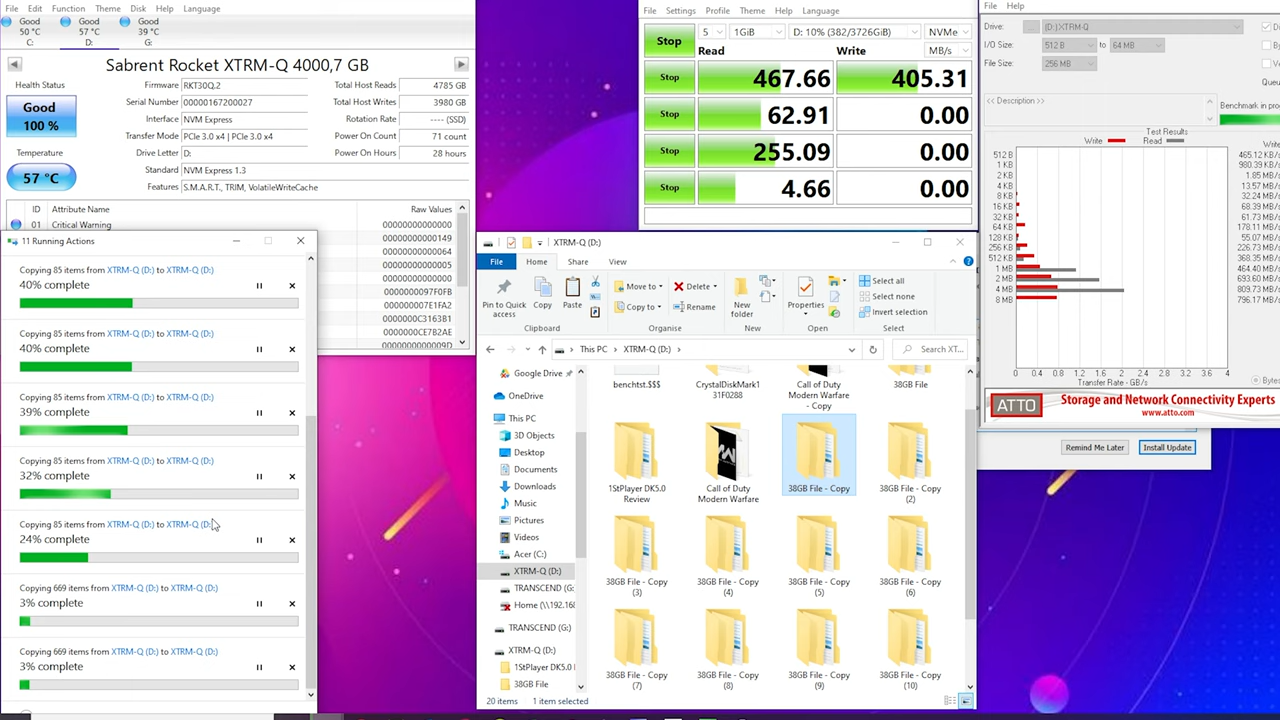 File Edit Function Theme Disk Help Language
Good Good Good
50 °C 57 °C 39 °C
C: D: G:
Sabrent Rocket XTRM-Q 4000,7 GB
Health Status
Good
100 %
Temperature
57 °C
Firmware RKT30Q.2
Serial Number 00000167200027
Interface NVM Express
Transfer Mode PCIe 3.0 x4 | PCIe 3.0 x4
Drive Letter D:
Standard NVM Express 1.3
Features S.M.A.R.T., TRIM, VolatileWriteCache
Total Host Reads 4785 GB
Total Host Writes 3980 GB
Rotation Rate ---- (SSD)
Power On Count 71 count
Power On Hours 28 hours
ID Attribute Name Raw Values
01 Critical Warning 000000000000
000000000149
000000000064
000000000005
000000000000
0000097F0FB
000007E1FA2
0000C3163B1
0000CE7B2AE
11 Running Actions
Copying 85 items from XTRM-Q (D:) to XTRM-Q (D:)
40% complete
Copying 85 items from XTRM-Q (D:) to XTRM-Q (D:)
40% complete
Copying 85 items from XTRM-Q (D:) to XTRM-Q (D:)
39% complete
Copying 85 items from XTRM-Q (D:) to XTRM-Q (D:)
32% complete
Copying 85 items from XTRM-Q (D:) to XTRM-Q (D:)
24% complete
Copying 669 items from XTRM-Q (D:) to XTRM-Q (D:)
3% complete
Copying 669 items from XTRM-Q (D:) to XTRM-Q (D:)
3% complete
File Settings Profile Theme Help Language
Stop 5 1GiB D: 10% (382/3726GiB) NVMe
Read Write MB/s
Stop 467.66 405.31
Stop 62.91 0.00
Stop 255.09 0.00
Stop 4.66 0.00
XTRM-Q (D:)
File Home Share View
Pin to Quick access
Copy
Paste
Clipboard
Move to
Copy to
Delete
Rename
Organise
New folder
New
Properties
Open
Select all
Select none
Invert selection
Select
This PC XTRM-Q (D:)
Search XT...
Google Drive
OneDrive
This PC
3D Objects
Desktop
Documents
Downloads
Music
Pictures
Videos
Acer (C:)
XTRM-Q (D:)
TRANSCEND (G:
Home (\\192.168
TRANSCEND (G:)
XTRM-Q (D:)
1StPlayer DK5.0
38GB File
benchtst.$$$
CrystalDiskMark1
31F0288
Call of Duty
Modern Warfare
- Copy
38GB File
1StPlayer DK5.0
Review
Call of Duty
Modern Warfare
38GB File - Copy
38GB File - Copy
(2)
38GB File - Copy
(3)
38GB File - Copy
(4)
38GB File - Copy
(5)
38GB File - Copy
(6)
38GB File - Copy
(7)
38GB File - Copy
(8)
38GB File - Copy
(9)
38GB File - Copy
(10)
20 items 1 item selected
File Help
Drive: ... (D:) XTRM-Q
I/O Size: 512 B to 64 MB
File Size: 256 MB
<< Description >>
Benchmark in pro
Test Results
Write Read Write
512 B 465.12 KB
1 KB 980.39 KB
2 KB 1.85 MB/
4 KB 13.57 MB
8 KB 32.24 MB
16 KB 68.39 MB/
32 KB 61.73 MB/
64 KB 178.11 MB
128 KB 55.07 MB/
256 KB 226.73 MB
512 KB 368.35 MB
1 MB 464.40 MB
2 MB 693.60 MB
4 MB 809.73 MB/
8 MB 796.17 MB/
0 0.4 0.8 1.2 1.6 2 2.4 2.8 3.2 3.6 4
Transfer Rate - GB/s
Bytes
ATTO
Storage and Network Connectivity Experts
www.atto.com
Remind Me Later Install Update